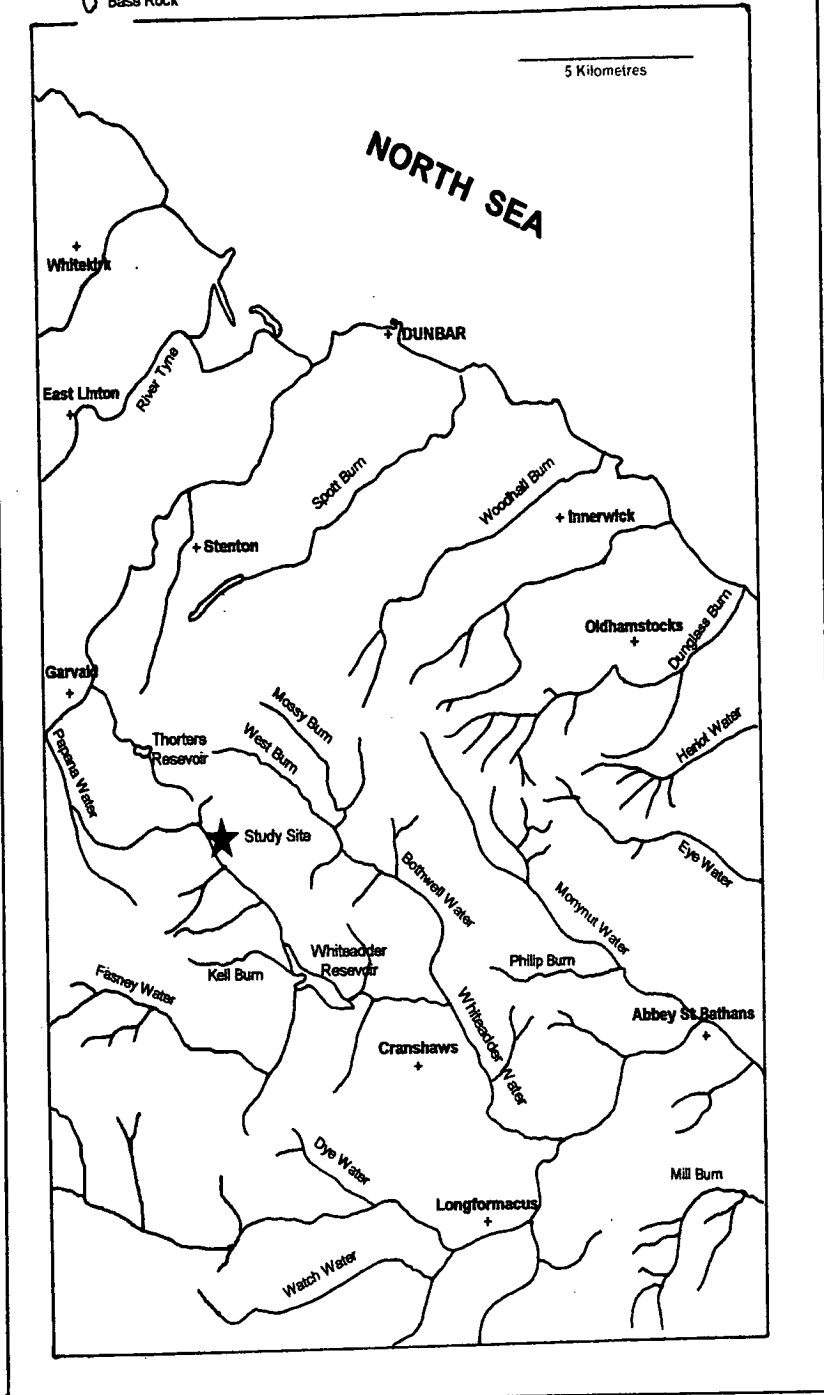 Bass Rock
5 Kilometres
NORTH SEA
Whitekirk
DUNBAR
East Linton
River Tyne
Spott Burn
Woodhall Burn
Innerwick
Stenton
Oldhamstocks
Dunglass Burn
Garvald
Mossy Burn
Heriot Water
Papana Water
Thorters
Resevoir
West Burn
Study Site
Eye Water
Bothwell Water
Monynut Water
Whiteadder
Resevoir
Kell Burn
Philip Burn
Fasney Water
Whiteadder Water
Abbey St.Bathans
Cranshaws
Dye Water
Mill Burn
Longformacus
Watch Water